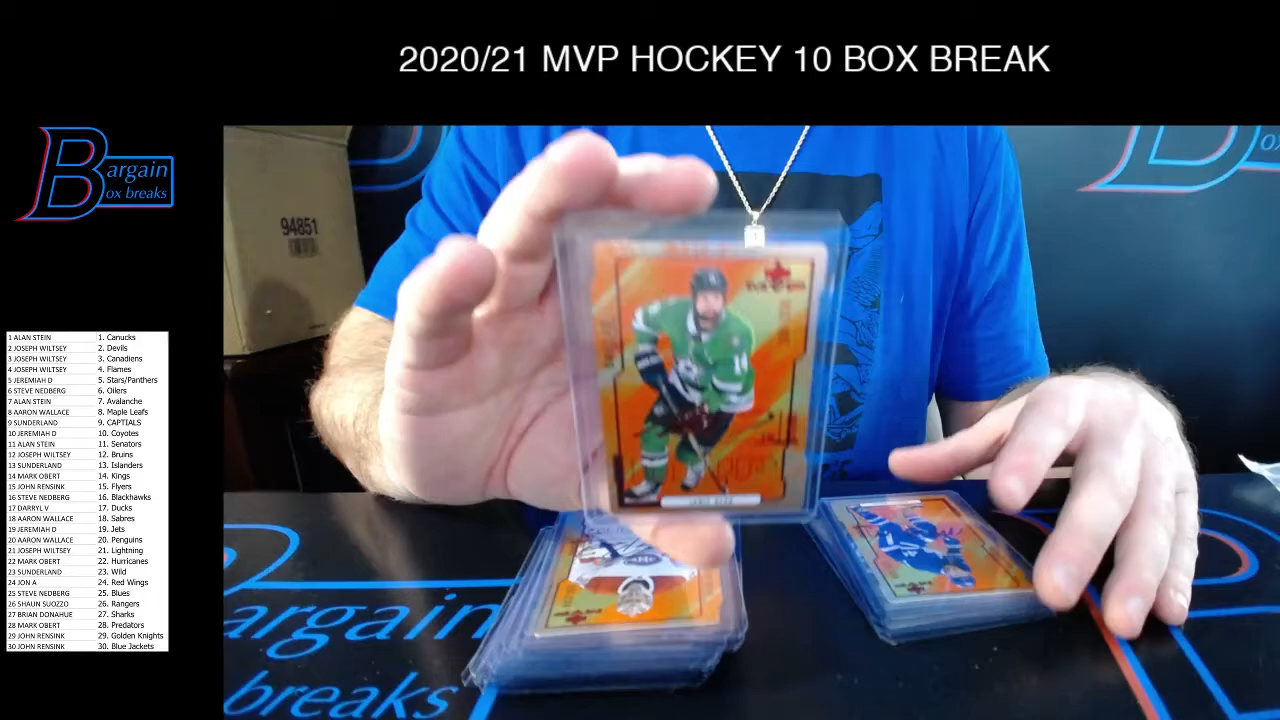 2020/21 MVP HOCKEY 10 BOX BREAK
Bargain
Box breaks
94851
1 ALAN STEIN 1. Canucks
2 JOSEPH WILTSEY 2. Devils
3 JOSEPH WILTSEY 3. Canadiens
4 JOSEPH WILTSEY 4. Flames
5 JEREMIAH D 5. Stars/Panthers
6 STEVE NEDBERG 6. Oilers
7 ALAN STEIN 7. Avalanche
8 AARON WALLACE 8. Maple Leafs
9 SUNDERLAND 9. CAPTIALS
10 JEREMIAH D 10. Coyotes
11 ALAN STEIN 11. Senators
12 JOSEPH WILTSEY 12. Bruins
13 SUNDERLAND 13. Islanders
14 MARK OBERT 14. Kings
15 JOHN RENSINK 15. Flyers
16 STEVE NEDBERG 16. Blackhawks
17 DARRYL V 17. Ducks
18 AARON WALLACE 18. Sabres
19 JEREMIAH D 19. Jets
20 AARON WALLACE 20. Penguins
21 JOSEPH WILTSEY 21. Lightning
22 MARK OBERT 22. Hurricanes
23 SUNDERLAND 23. Wild
24 JON A 24. Red Wings
25 STEVE NEDBERG 25. Blues
26 SHAUN SUOZZO 26. Rangers
27 BRIAN DONAHUE 27. Sharks
28 MARK OBERT 28. Predators
29 JOHN RENSINK 29. Golden Knights
30 JOHN RENSINK 30. Blue Jackets
14
argain
breaks